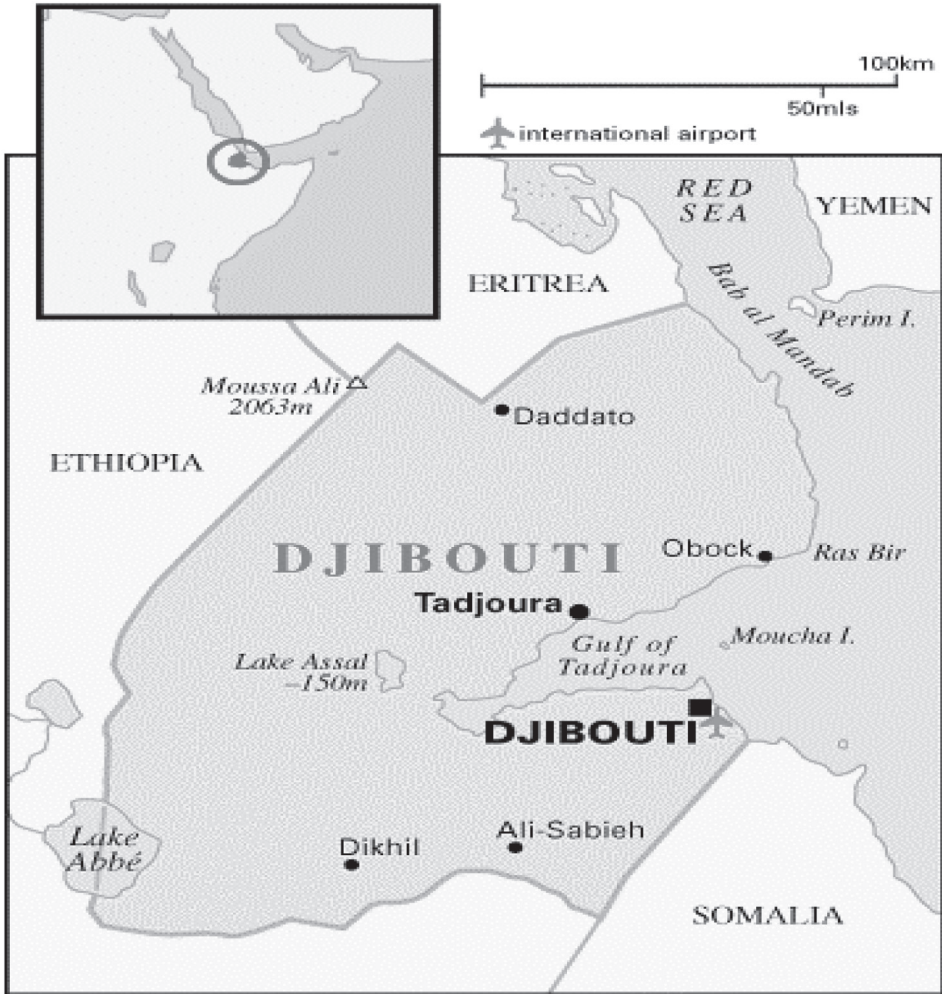 100km
50mls
international airport
RED
SEA
YEMEN
ERITREA
Bab al Mandab
Perim I.
Moussa Ali
2063m
Daddato
ETHIOPIA
DJIBOUTI
Obock
Ras Bir
Tadjoura
Gulf of
Tadjoura
Moucha I.
Lake Assal
–150m
DJIBOUTI
Lake
Abbé
Dikhil
Ali-Sabieh
SOMALIA